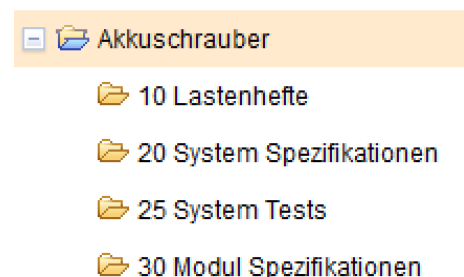 Akkuschrauber
10 Lastenhefte
20 System Spezifikationen
25 System Tests
30 Modul Spezifikationen